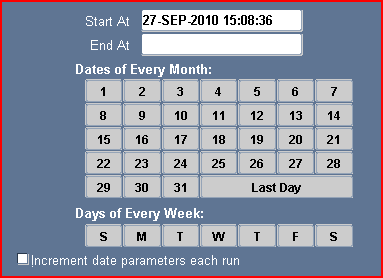 Start At 27-SEP-2010 15:08:36
End At
Dates of Every Month:
1 2 3 4 5 6 7
8 9 10 11 12 13 14
15 16 17 18 19 20 21
22 23 24 25 26 27 28
29 30 31 Last Day
Days of Every Week:
S M T W T F S
Increment date parameters each run